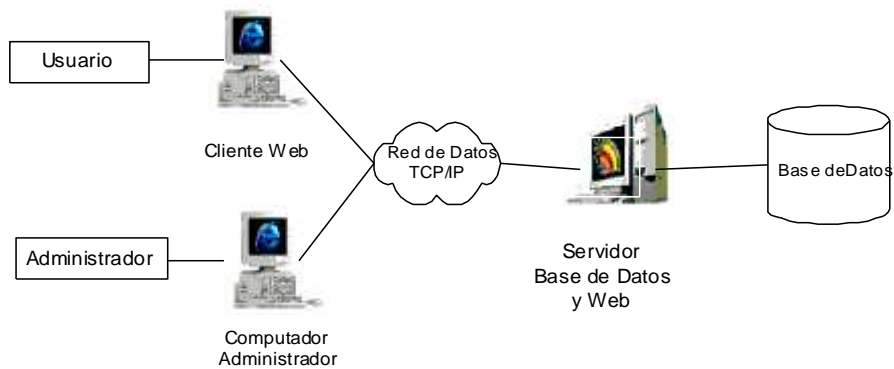 Usuario
Cliente Web
Red de Datos
TCP/IP
Base deDatos
Administrador
Servidor
Base de Datos
y Web
Computador
Administrador